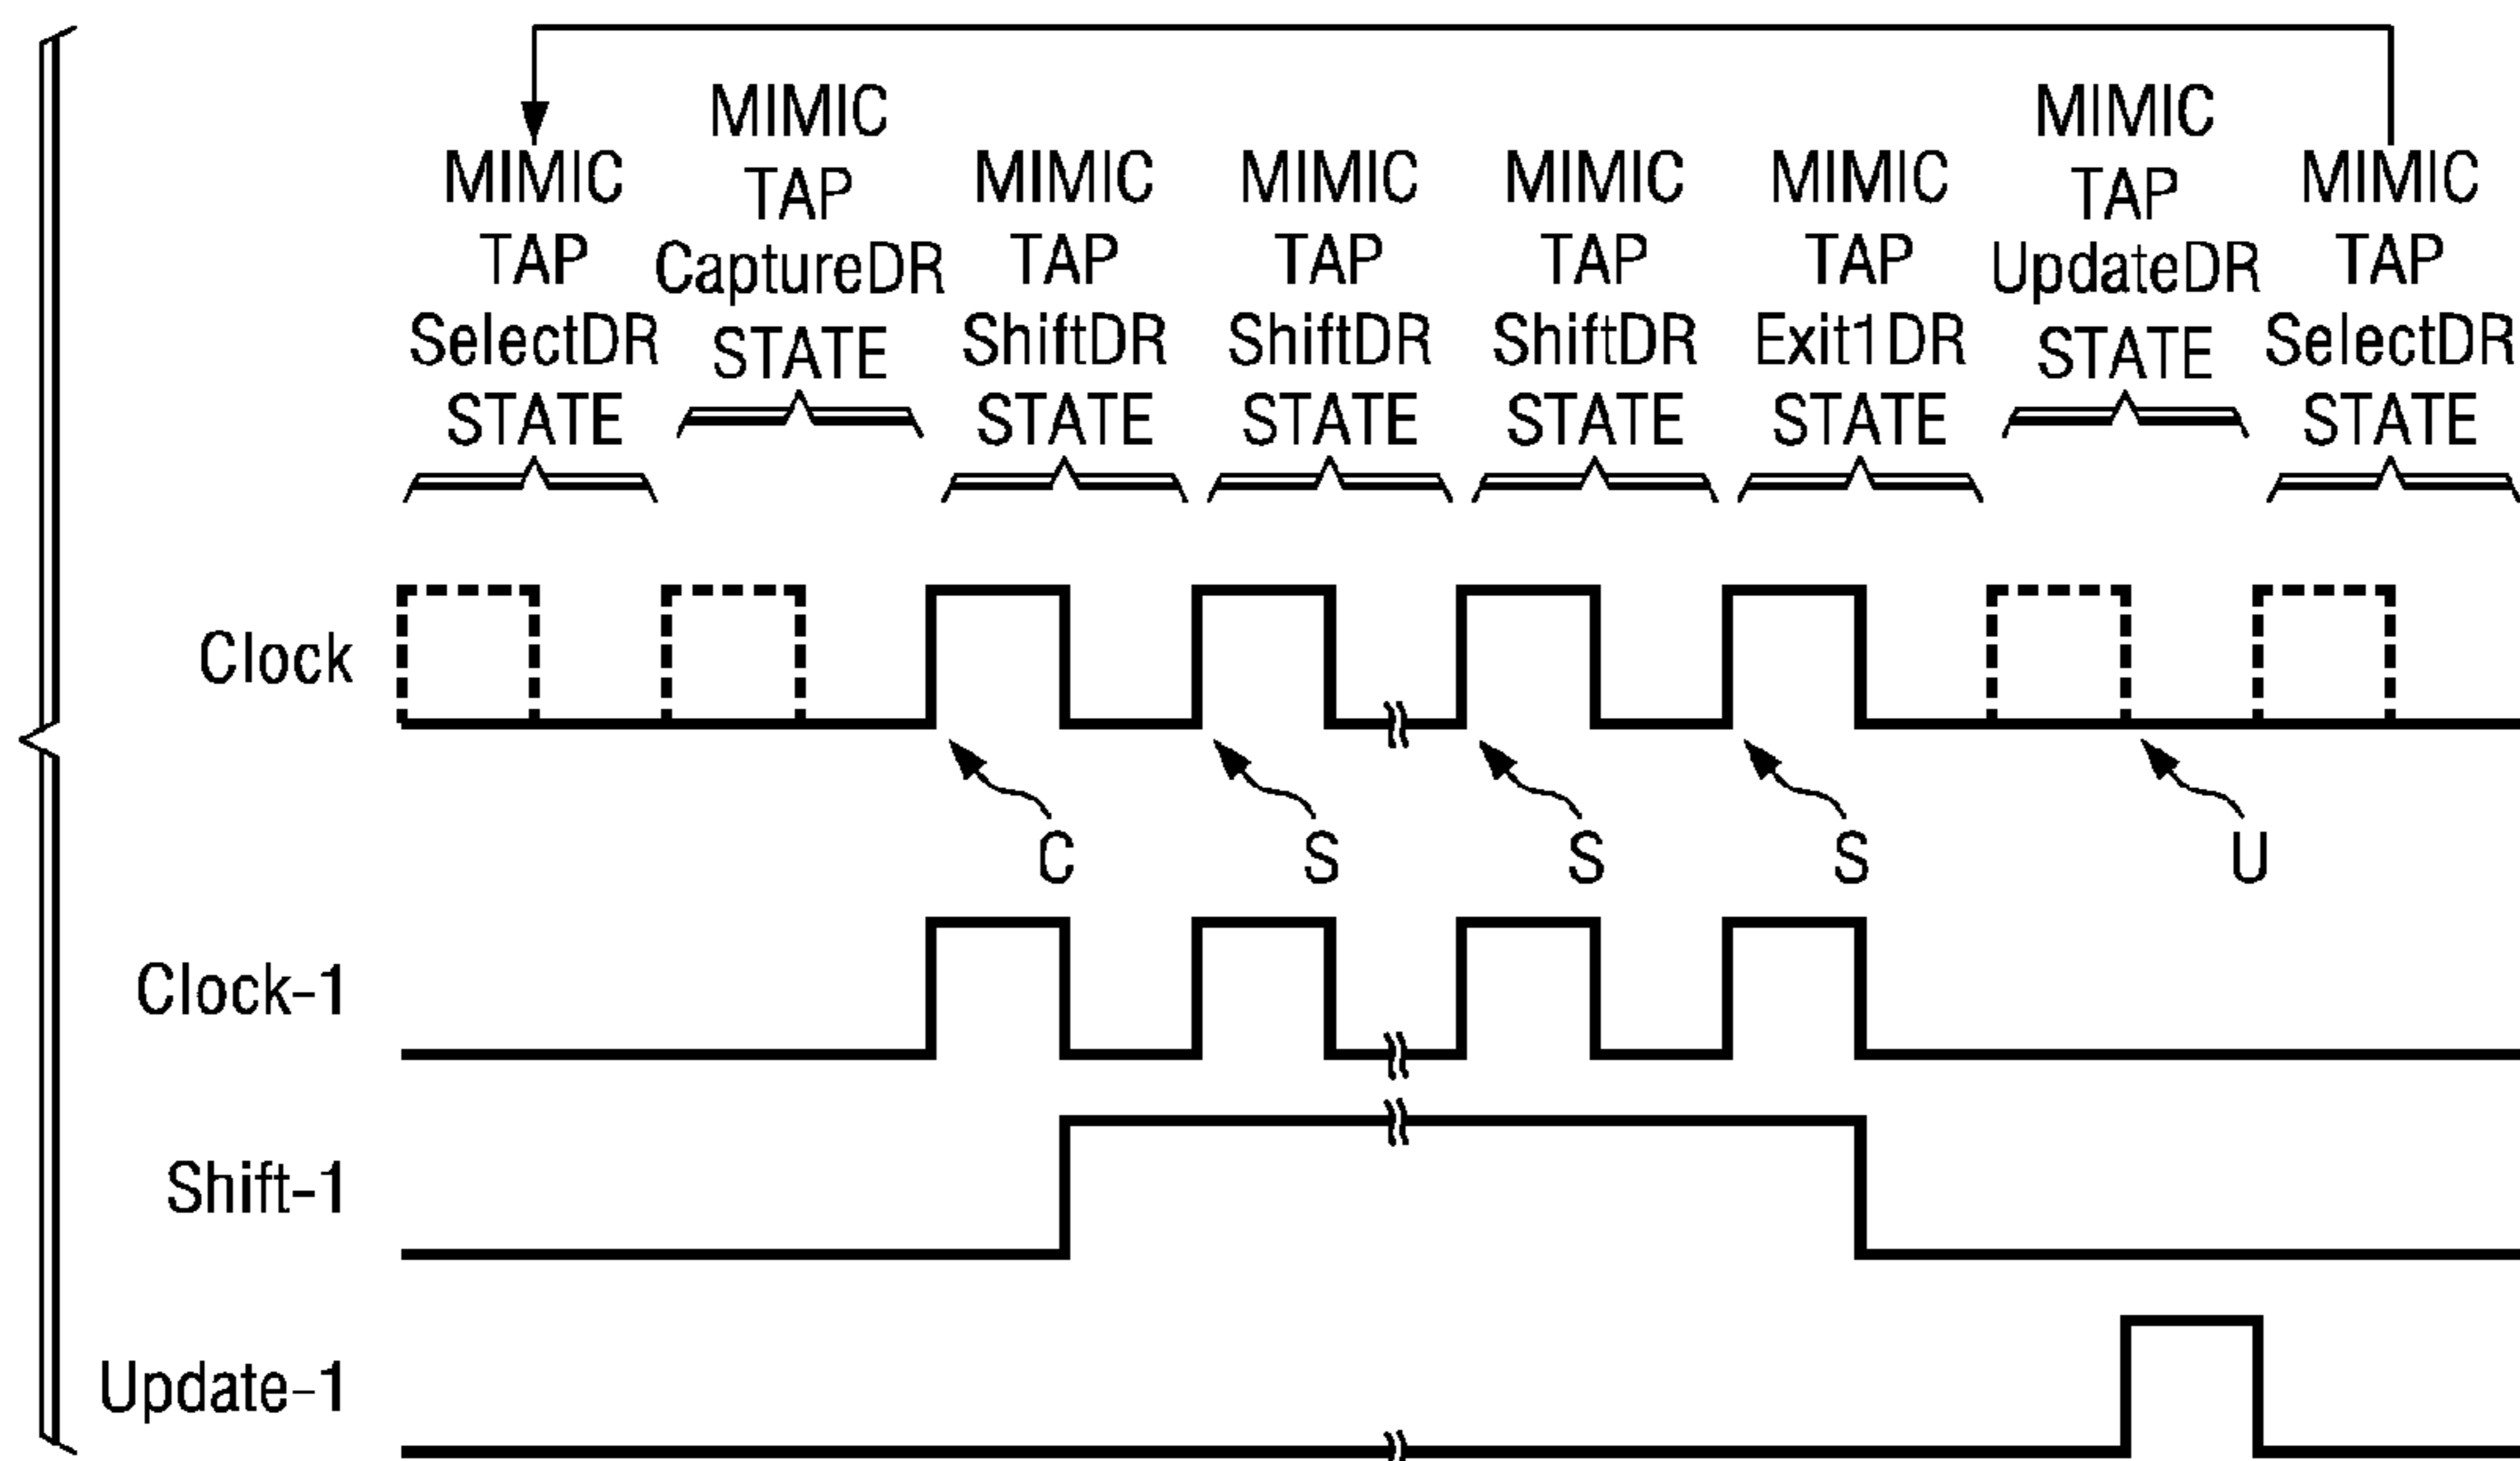 MIMIC
TAP
SelectDR
STATE
MIMIC
TAP
CaptureDR
STATE
MIMIC
TAP
ShiftDR
STATE
MIMIC
TAP
ShiftDR
STATE
MIMIC
TAP
ShiftDR
STATE
MIMIC
TAP
Exit1DR
STATE
MIMIC
TAP
UpdateDR
STATE
MIMIC
TAP
SelectDR
STATE
Clock
C
S
S
S
U
Clock-1
Shift-1
Update-1